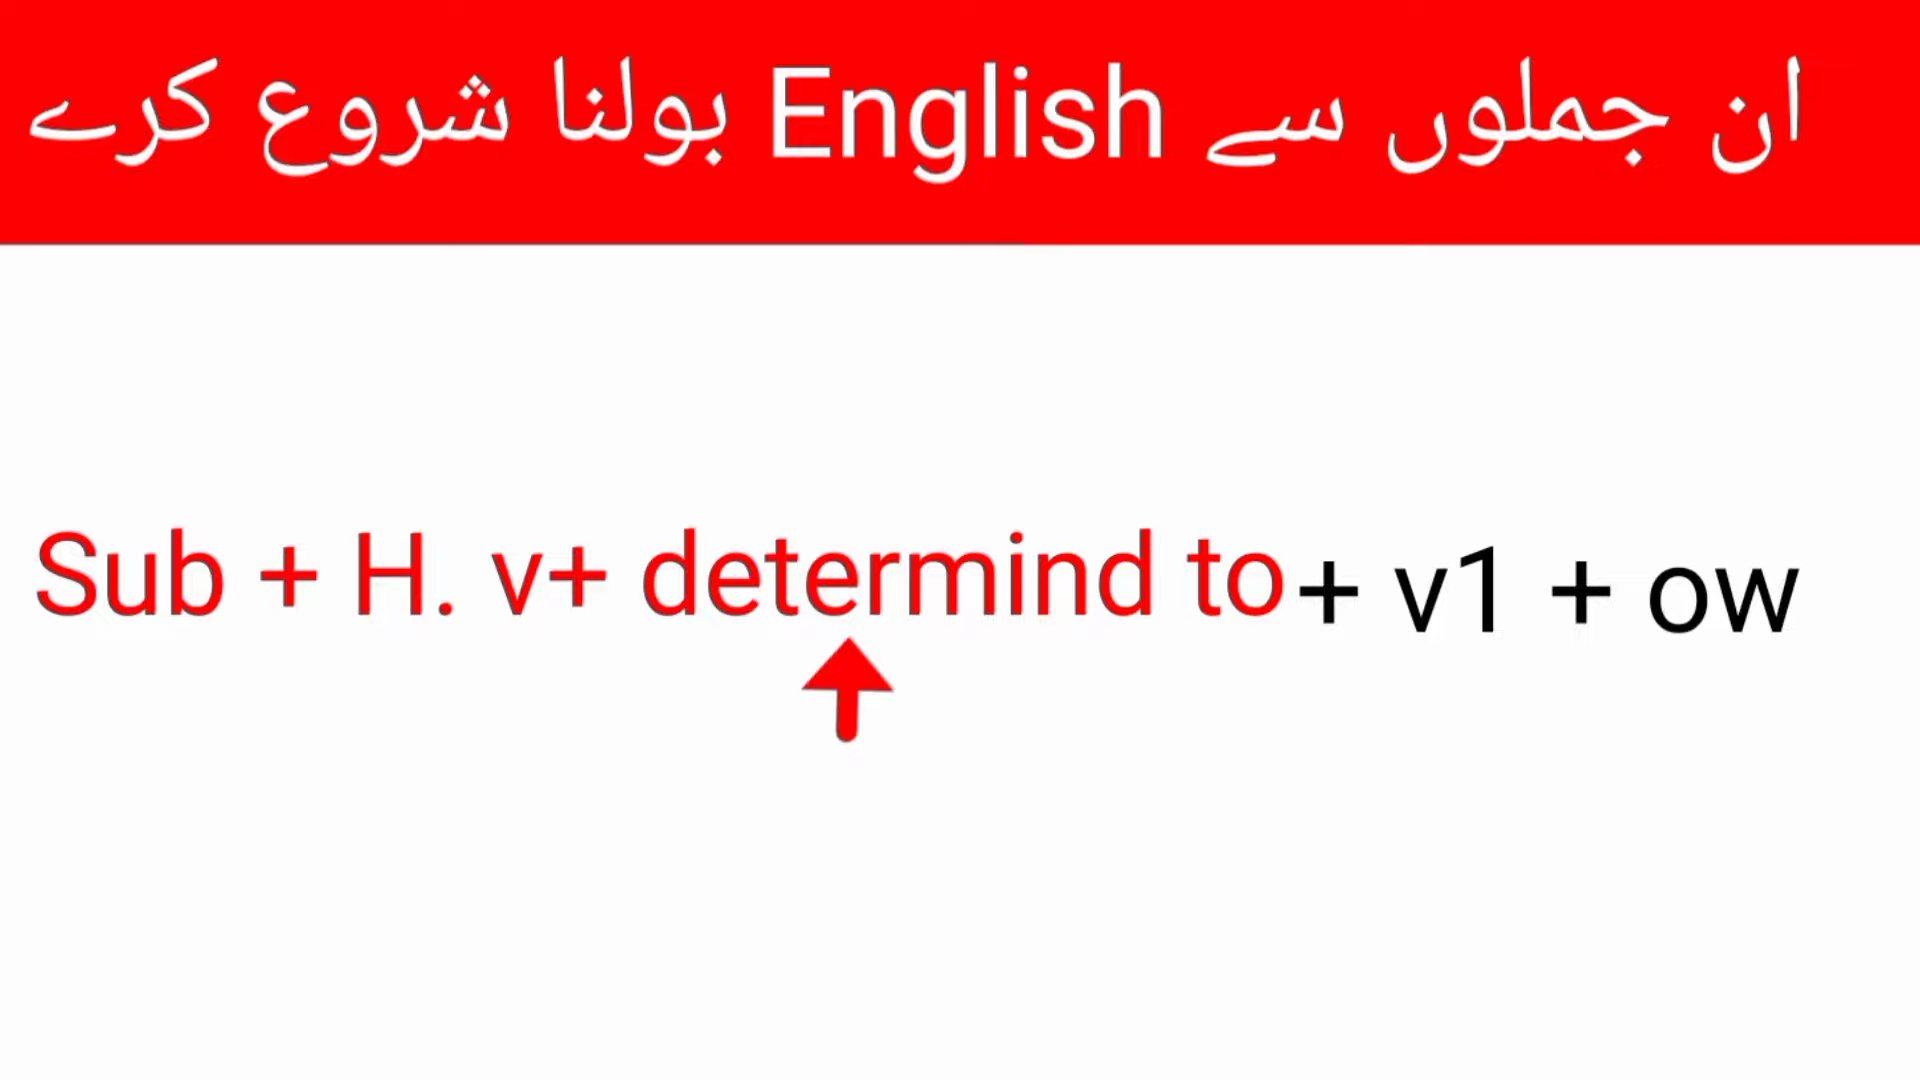 ان جملوں سے English بولنا شروع کرے
Sub + H. v+ determind to + v1 + ow